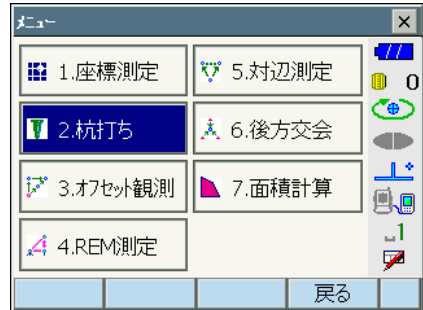 メニュー
1.座標測定
5.対辺測定
0
2.杭打ち
6.後方交会
3.オフセット観測
7.面積計算
4.REM測定
1
戻る